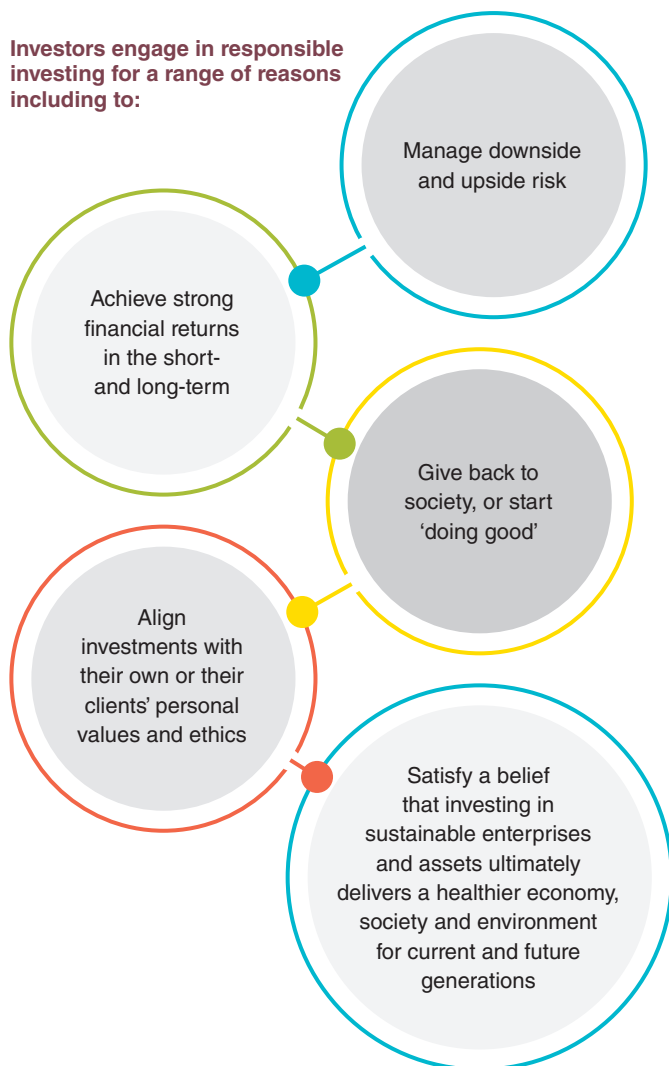 Investors engage in responsible
investing for a range of reasons
including to:
Manage downside
and upside risk
Achieve strong
financial returns
in the short-
and long-term
Give back to
society, or start
‘doing good’
Align
investments with
their own or their
clients’ personal
values and ethics
Satisfy a belief
that investing in
sustainable enterprises
and assets ultimately
delivers a healthier economy,
society and environment
for current and future
generations